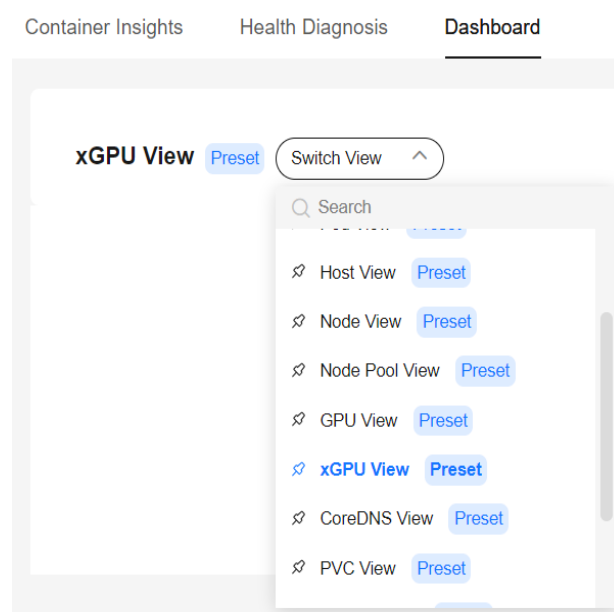 Container Insights Health Diagnosis Dashboard
xGPU View Preset Switch View
Search
Host View Preset
Node View Preset
Node Pool View Preset
GPU View Preset
xGPU View Preset
CoreDNS View Preset
PVC View Preset